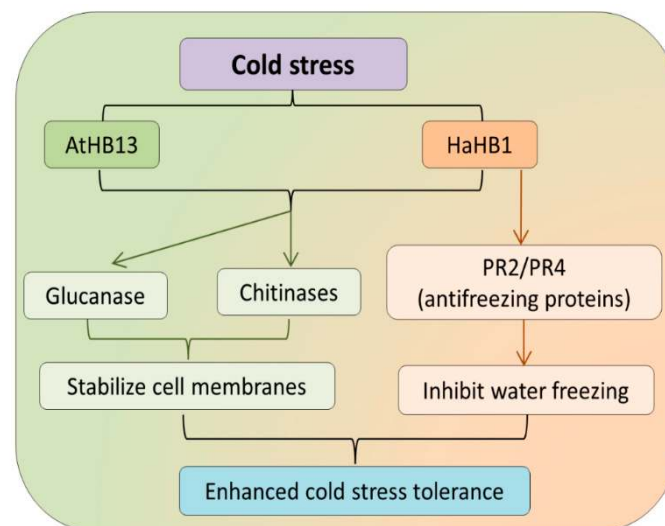 Cold stress
AtHB13
HaHB1
Glucanase
Chitinases
PR2/PR4
(antifreezing proteins)
Stabilize cell membranes
Inhibit water freezing
Enhanced cold stress tolerance